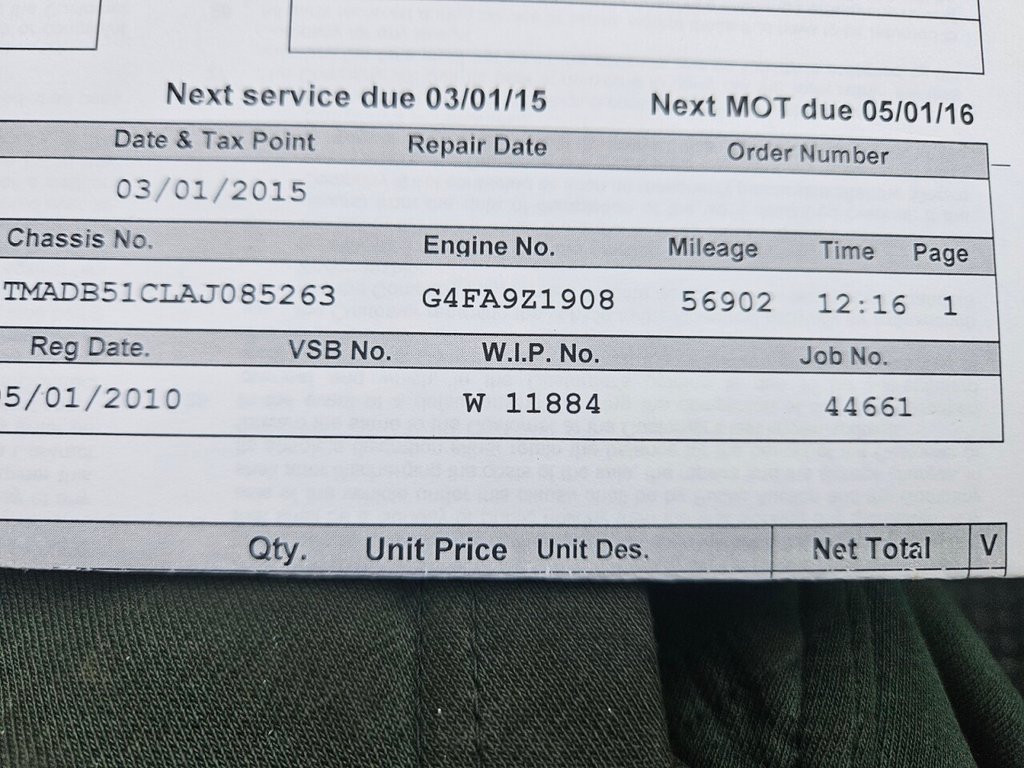 Next service due 03/01/15 Next MOT due 05/01/16
Date & Tax Point Repair Date Order Number
03/01/2015
Chassis No. Engine No. Mileage Time Page
TMADB51CLAJ085263 G4FA9Z1908 56902 12:16 1
Reg Date. VSB No. W.I.P. No. Job No.
5/01/2010 W 11884 44661
Qty. Unit Price Unit Des. Net Total V